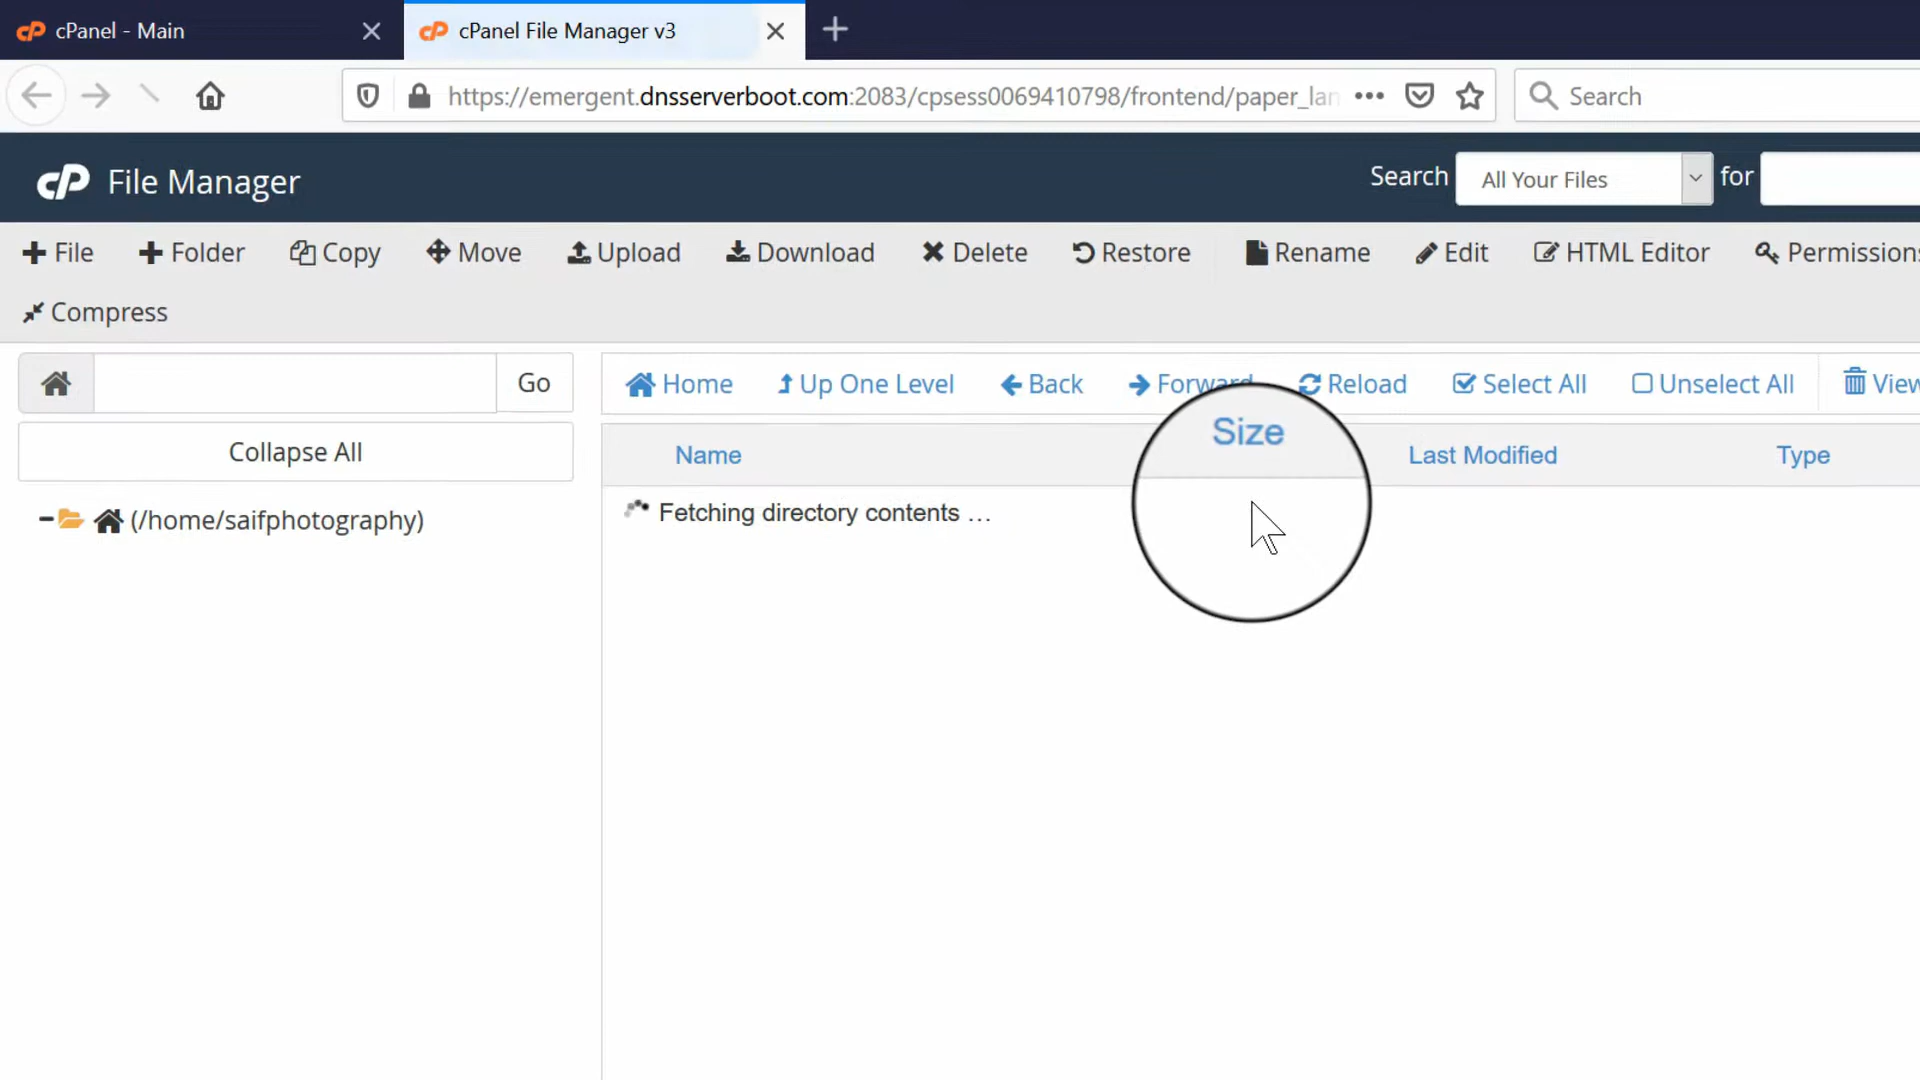 cPanel - Main
cPanel File Manager v3
https://emergent.dnsserverboot.com:2083/cpsess0069410798/frontend/paper_lan
Search
cP File Manager
Search All Your Files for
File Folder Copy Move Upload Download Delete Restore Rename Edit HTML Editor Permissions
Compress
Go
Home Up One Level Back Forward Reload Select All Unselect All View
Collapse All
Name Size Last Modified Type
(/home/saifphotography)
Fetching directory contents …